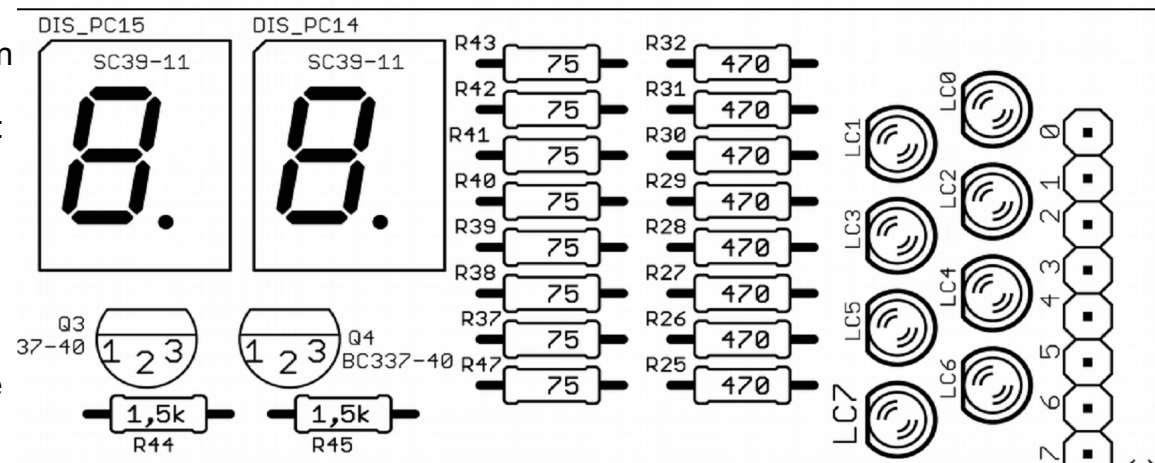 DIS_PC15
DIS_PC14
SC39-11
SC39-11
R43
75
R42
75
R41
75
R40
75
R39
75
R38
75
R37
75
R47
75
R32
470
R31
470
R30
470
R29
470
R28
470
R27
470
R26
470
R25
470
Q3
37-40
1 2 3
Q4
BC337-40
1 2 3
1,5k
R44
1,5k
R45
LC0
LC1
LC2
LC3
LC4
LC5
LC6
LC7
0
1
2
3
4
5
6
7